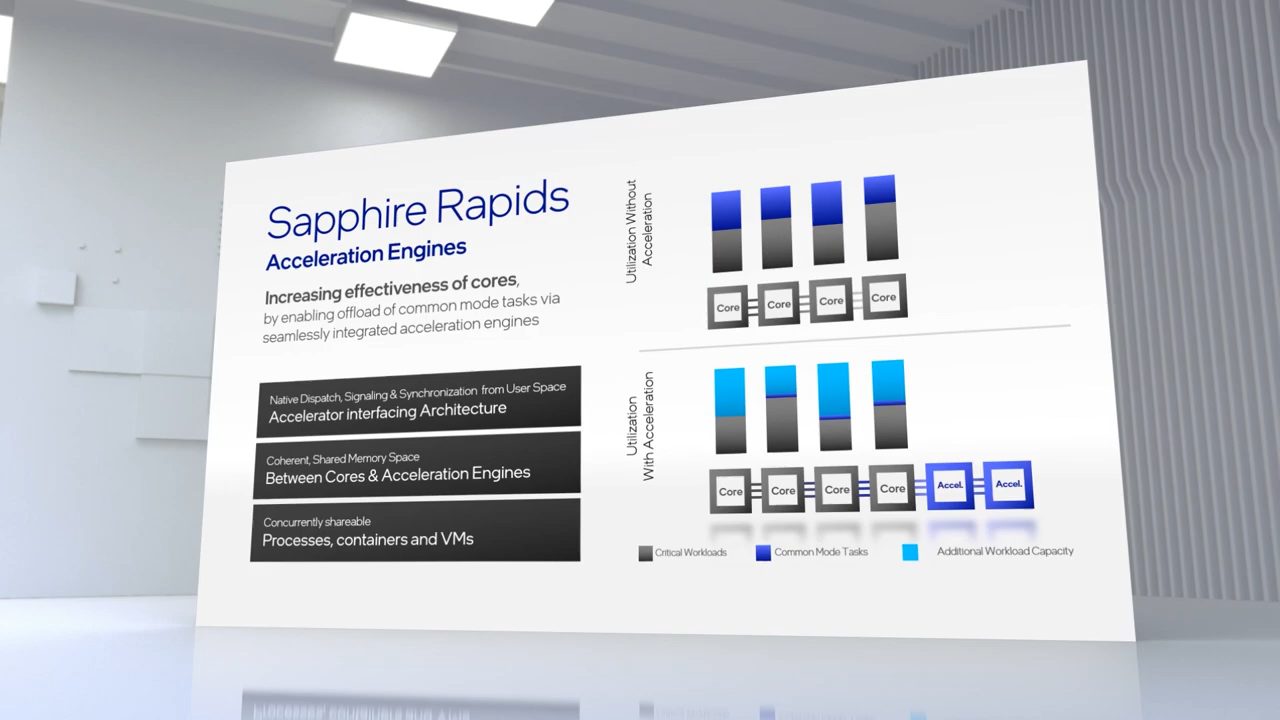 Sapphire Rapids
Acceleration Engines
Increasing effectiveness of cores,
by enabling offload of common mode tasks via
seamlessly integrated acceleration engines
Native Dispatch, Signaling & Synchronization from User Space
Accelerator interfacing Architecture
Coherent, Shared Memory Space
Between Cores & Acceleration Engines
Concurrently shareable
Processes, containers and VMs
Utilization Without
Acceleration
Core Core Core Core
Utilization
With Acceleration
Core Core Core Core Accel. Accel.
Critical Workloads Common Mode Tasks Additional Workload Capacity